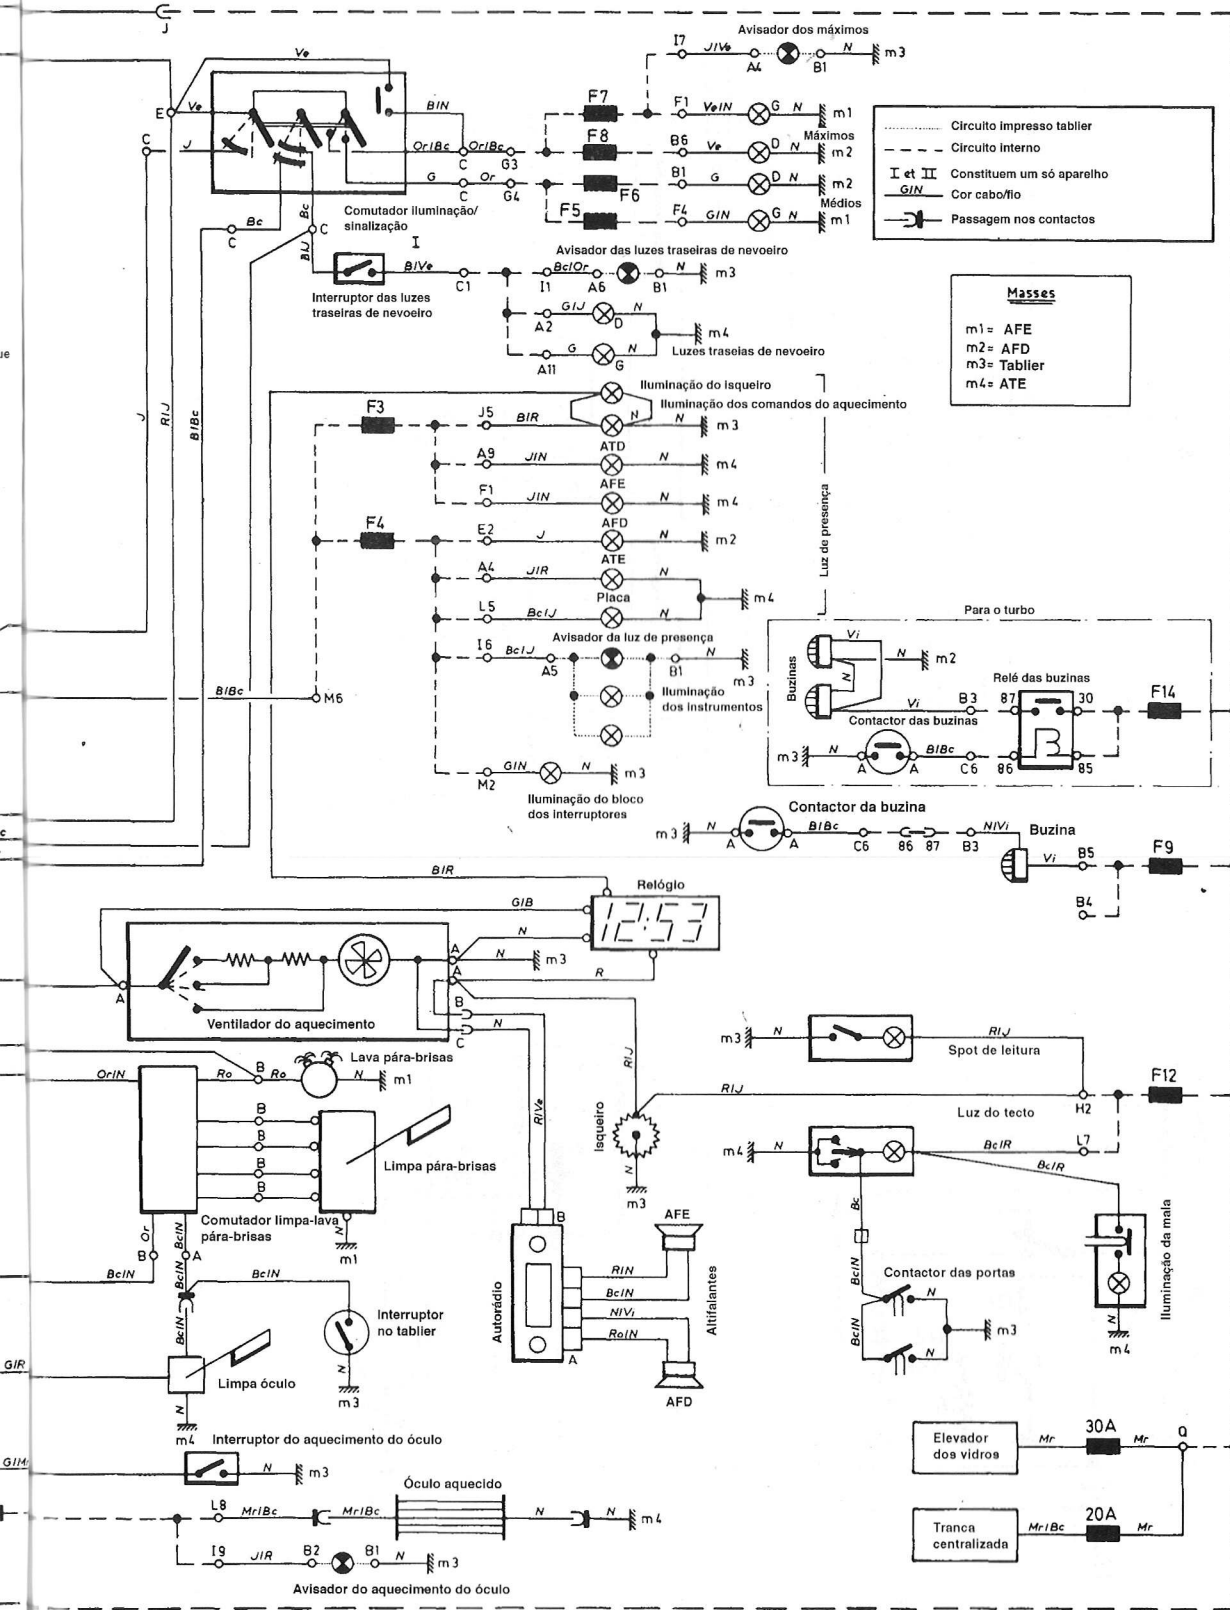 J
Ve
Avisador dos máximos
I7
J/Ve
A4
B1
N
m3
E
Ve
C
J
B/N
Or/Bc
C
Or/Bc
G3
G
C
Or
G4
F7
F1
Ve/N
G
N
m1
F8
B6
Ve
D
N
Máximos
m2
F6
B1
G
D
N
m2
Médios
F5
F4
G/N
G
N
m1
Circuito impresso tablier
Circuito interno
I et II
Constituem um só aparelho
G/N
Cor cabo/fio
Passagem nos contactos
Comutador iluminação/
sinalização
Bc
C
Bc
C
B/J
I
B/Ve
C1
Interruptor das luzes
traseiras de nevoeiro
Avisador das luzes traseiras de nevoeiro
I1
Bc/Or
A6
B1
N
m3
A2
G/J
D
N
m4
Luzes traseias de nevoeiro
A11
G
G
N
Masses
m1= AFE
m2= AFD
m3= Tablier
m4= ATE
ue
J
R/J
B/Bc
Iluminação do isqueiro
Iluminação dos comandos do aquecimento
F3
J5
B/R
N
N
m3
ATD
A9
J/N
N
m4
AFE
F1
J/N
N
m4
AFD
F4
E2
J
N
m2
ATE
A4
J/R
N
m4
Placa
L5
Bc/J
N
Luz de presença
Avisador da luz de presença
I6
Bc/J
A5
B1
N
m3
Iluminação
dos instrumentos
M2
G/N
N
m3
Iluminação do bloco
dos interruptores
B/Bc
M6
Para o turbo
Buzinas
Vi
N
N
m2
Relé das buzinas
Vi
B3
87
30
F14
Contactor das buzinas
m3
N
A
A
B/Bc
C6
86
85
Contactor da buzina
m3
N
A
A
B/Bc
C6
86
87
B3
N/Vi
Buzina
Vi
B5
F9
B4
c
B/R
Relógio
12:53
G/B
N
A
N
m3
A
R
A
B
N
C
Ventilador do aquecimento
R/J
R/Ve
m3
N
R/J
Spot de leitura
R/J
Luz do tecto
H2
F12
m4
N
Bc/R
L7
Bc/R
Bc
Bc/N
Bc/N
Iluminação da mala
N
m4
Contactor das portas
N
N
m3
Isqueiro
N
m3
Or/N
Ro
B
Ro
Lava pára-brisas
N
m1
B
B
B
B
Limpa pára-brisas
N
m1
Comutador limpa-lava
pára-brisas
Or
B
Bc/N
A
Bc/N
Bc/N
Bc/N
Bc/N
Interruptor
no tablier
N
m3
G/R
Limpa óculo
N
m4
B
Autorádio
A
AFE
R/N
Bc/N
N/Vi
Ro/N
Altifalantes
AFD
Interruptor do aquecimento do óculo
G/M
N
m3
Óculo aquecido
L8
Mr/Bc
Mr/Bc
N
N
m4
I9
J/R
B2
B1
N
m3
Avisador do aquecimento do óculo
Elevador
dos vidros
Mr
30A
Mr
Q
Tranca
centralizada
Mr/Bc
20A
Mr